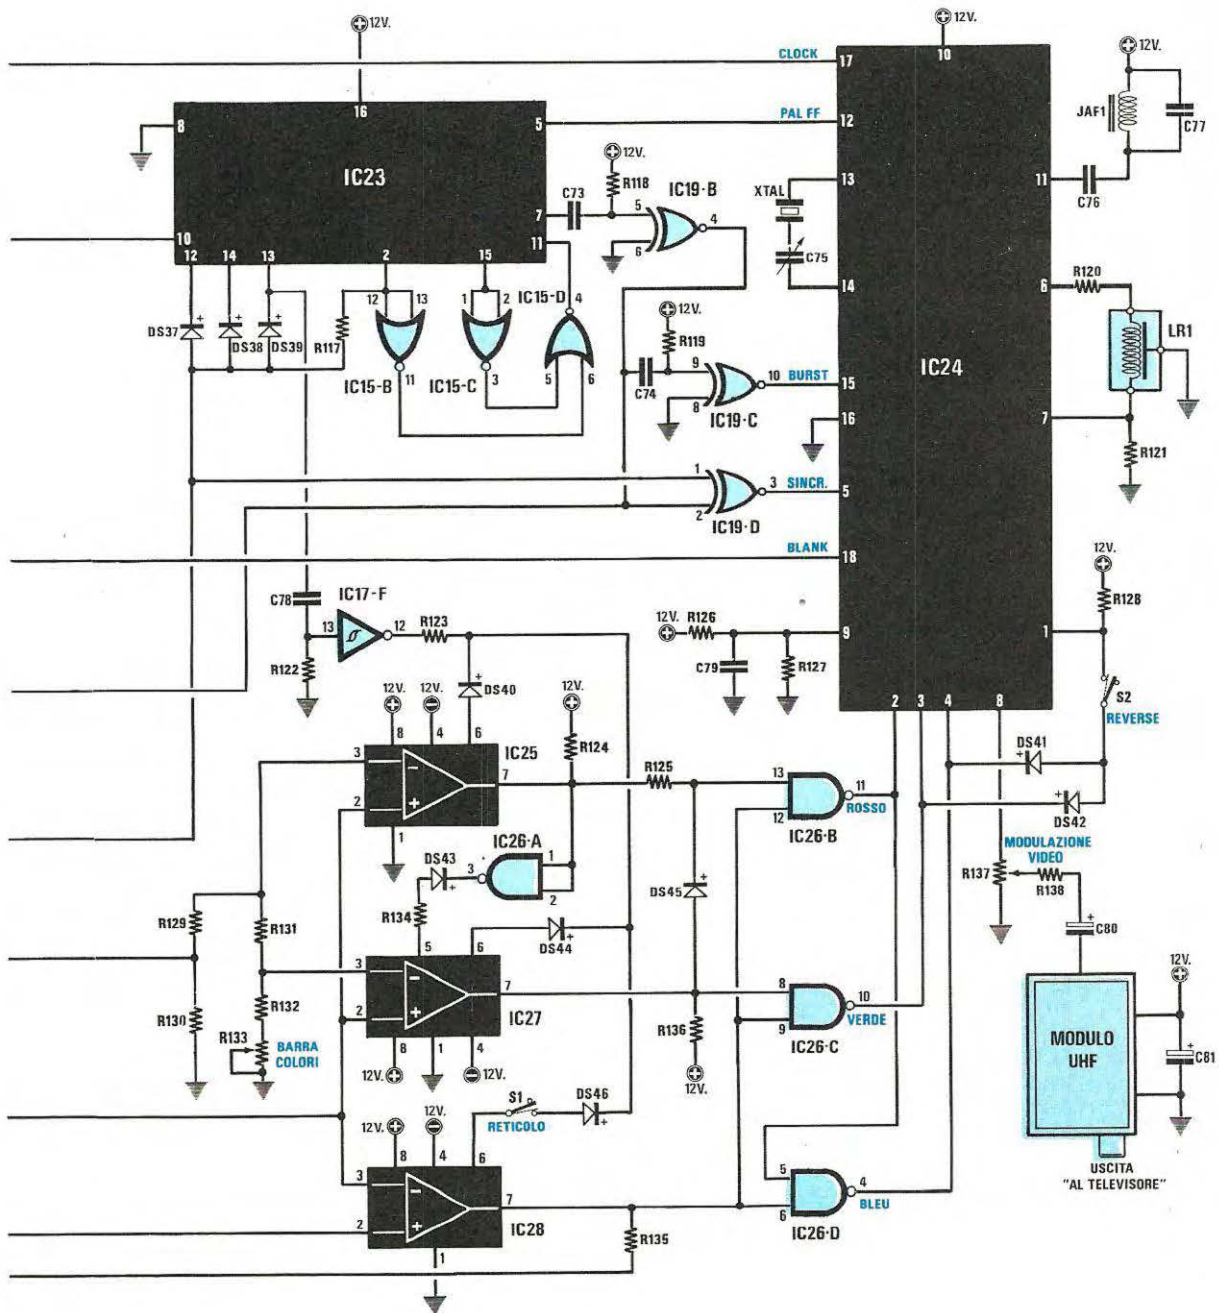 12V.
12V.
CLOCK
17
10
12V.
16
8
5
PAL FF
12
JAF1
C77
IC23
12V.
R118
IC19-B
13
11
C73
XTAL
C76
7
5
4
6
10
11
C75
12
14
13
2
15
IC15-D
14
6
R120
12
13
1
2
4
12V.
DS37
DS38
DS39
R117
R119
LR1
IC15-B
11
IC15-C
3
5
6
C74
9
10
BURST
15
IC24
8
IC19-C
16
7
R121
1
3
SINCR.
5
2
IC19-D
BLANK
18
12V.
C78
IC17-F
R128
13
12
R123
12V.
R126
9
1
R122
C79
R127
DS40
S2
12V.
12V.
12V.
2
3
4
8
REVERSE
8
4
6
IC25
R124
DS41
3
7
R125
13
11
ROSSO
DS42
2
12
IC26-B
1
IC26-A
MODULAZIONE
VIDEO
DS43
3
1
2
R137
R138
DS45
R129
R131
R134
DS44
C80
5
6
3
7
8
10
VERDE
12V.
R132
2
IC27
R136
9
IC26-C
R130
R133
BARRA
COLORI
8
1
4
MODULO
UHF
C81
12V.
12V.
12V.
12V.
12V.
S1
DS46
RETICOLO
8
4
6
3
5
4
BLEU
USCITA
"AL TELEVISORE"
7
6
2
IC28
R135
IC26-D
1